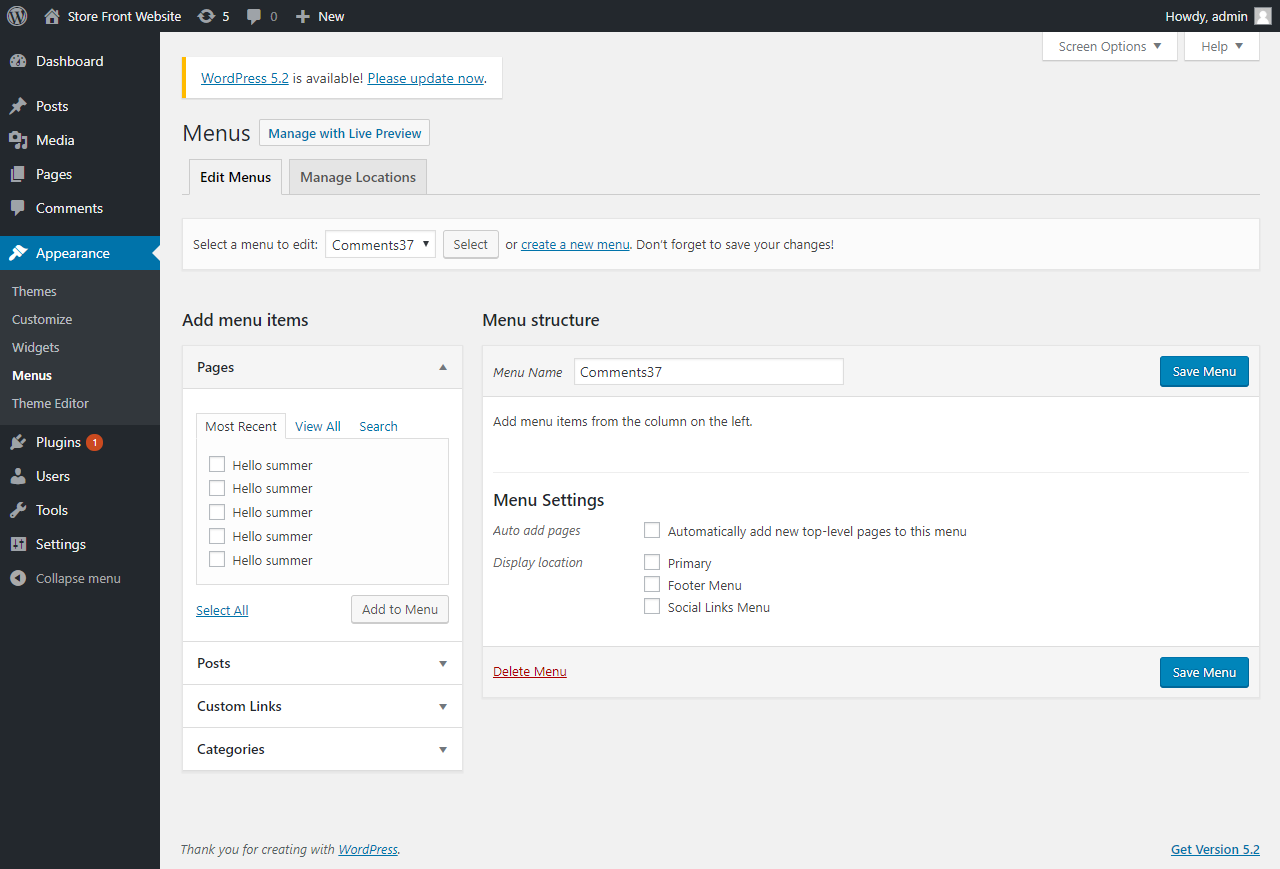 Store Front Website 5 0 New Howdy, admin
Dashboard
Posts
Media
Pages
Comments
Appearance
Themes
Customize
Widgets
Menus
Theme Editor
Plugins 1
Users
Tools
Settings
Collapse menu
Screen Options Help
WordPress 5.2 is available! Please update now.
Menus Manage with Live Preview
Edit Menus Manage Locations
Select a menu to edit: Comments37 Select or create a new menu. Don't forget to save your changes!
Add menu items
Pages
Most Recent View All Search
Hello summer
Hello summer
Hello summer
Hello summer
Hello summer
Select All Add to Menu
Posts
Custom Links
Categories
Menu structure
Menu Name Comments37 Save Menu
Add menu items from the column on the left.
Menu Settings
Auto add pages Automatically add new top-level pages to this menu
Display location Primary
Footer Menu
Social Links Menu
Delete Menu Save Menu
Thank you for creating with WordPress. Get Version 5.2